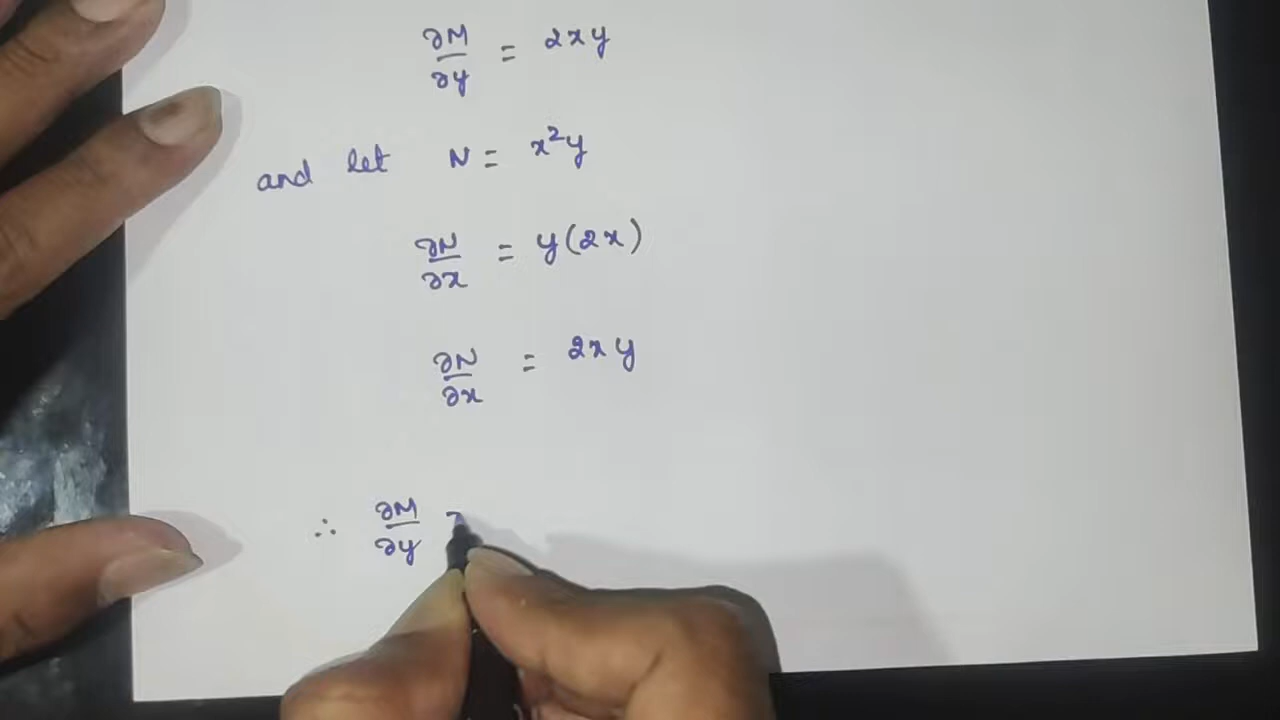 ∂M/∂y = 2xy
and let N = x²y
∂N/∂x = y(2x)
∂N/∂x = 2xy
∴ ∂M/∂y